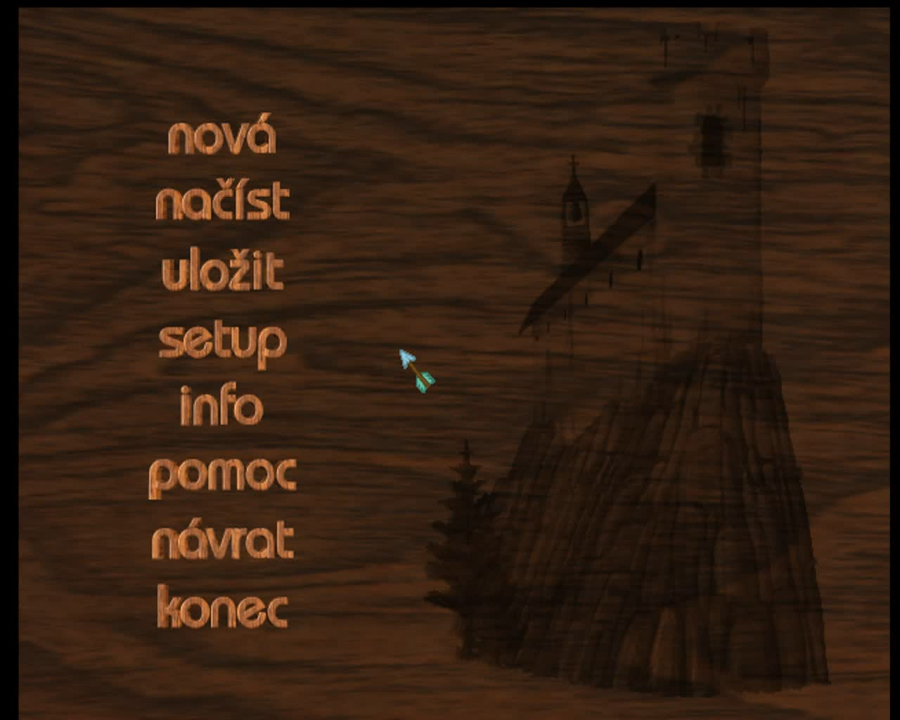 nová
načíst
uložit
setup
info
pomoc
návrat
konec